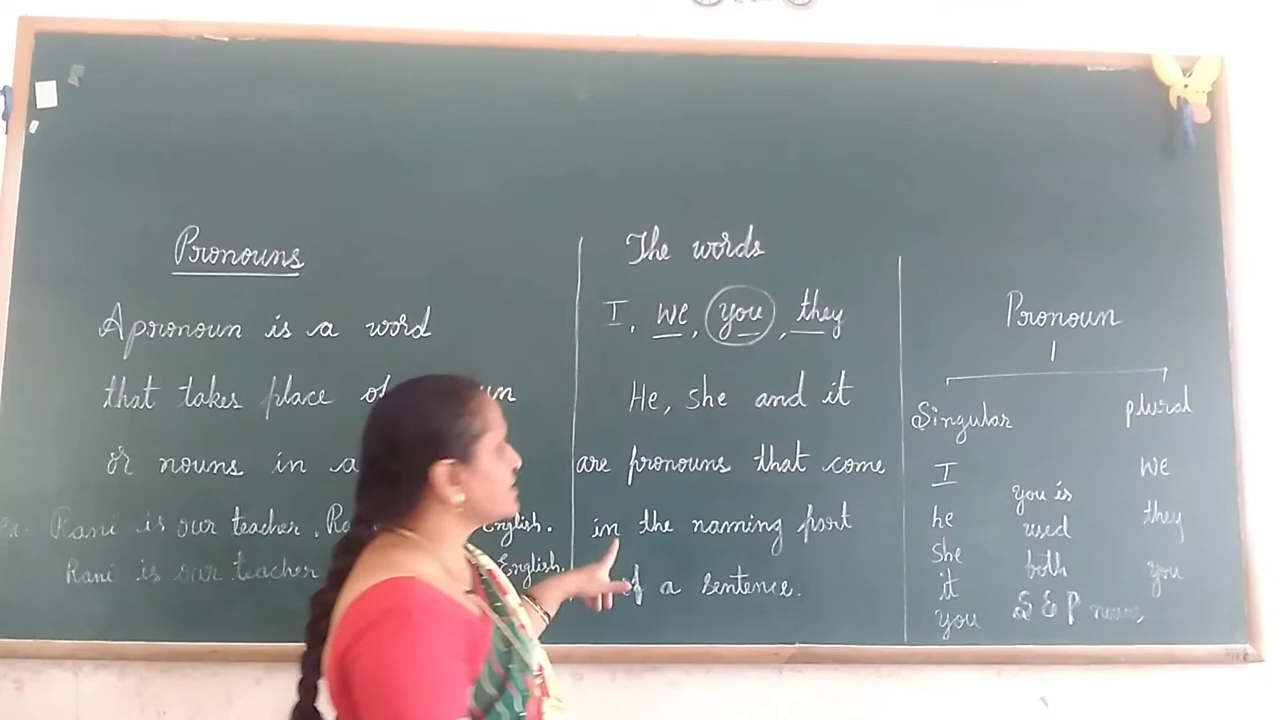 Pronouns
A pronoun is a word
that takes place of
or nouns in a
Ex. Rani is our teacher. English.
Rani is our teacher English.
The words
I, we, you, they
He, she and it
are pronouns that come
in the naming part
of a sentence.
Pronoun
Singular plural
I we
he they
she you
it
you
you is
used
both
S & P nouns